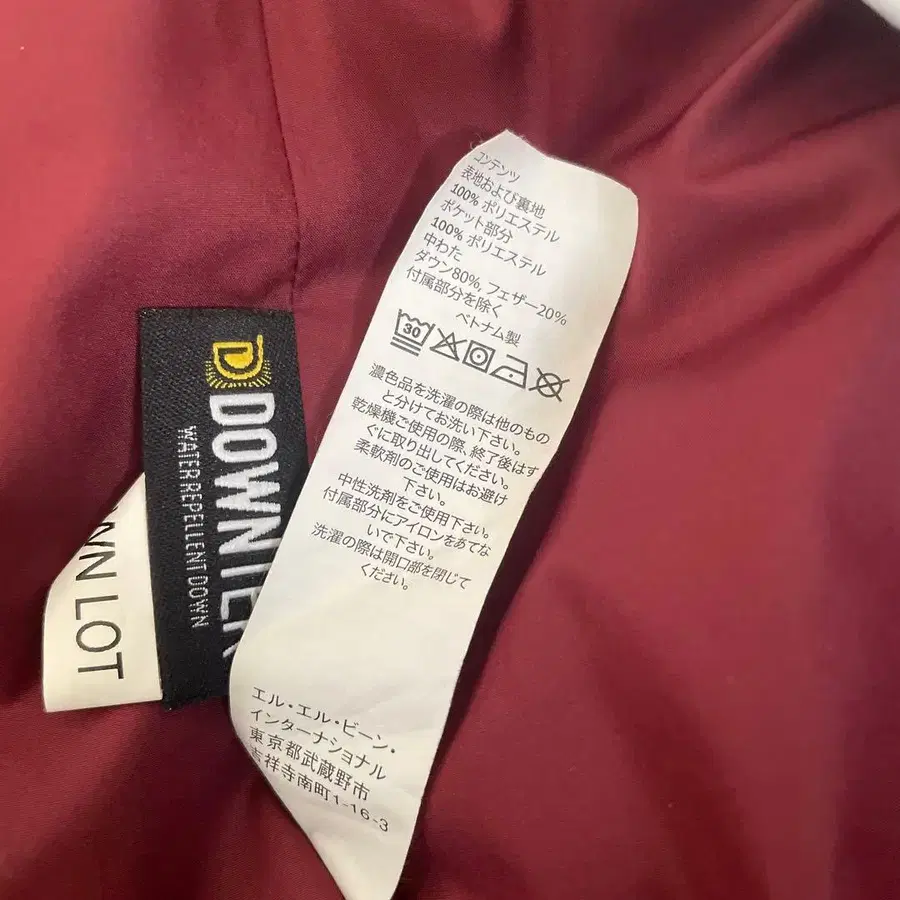 コンテンツ
表地および裏地
100% ポリエステル
ポケット部分
100% ポリエステル
中わた
ダウン80%, フェザー20%
付属部分を除く
ベトナム製
30
濃色品を洗濯の際は他のもの
と分けてお洗い下さい。
乾燥機ご使用の際、終了後はす
ぐに取り出してください。
柔軟剤のご使用はお避け
下さい。
中性洗剤をご使用下さい。
付属部分にアイロンをあてな
いで下さい。
洗濯の際は開口部を閉じて
ください。
エル・エル・ビーン・
インターナショナル
東京都武蔵野市
吉祥寺南町1-16-3
D
DOWNTEK
WATER REPELLENT DOWN
WN LOT